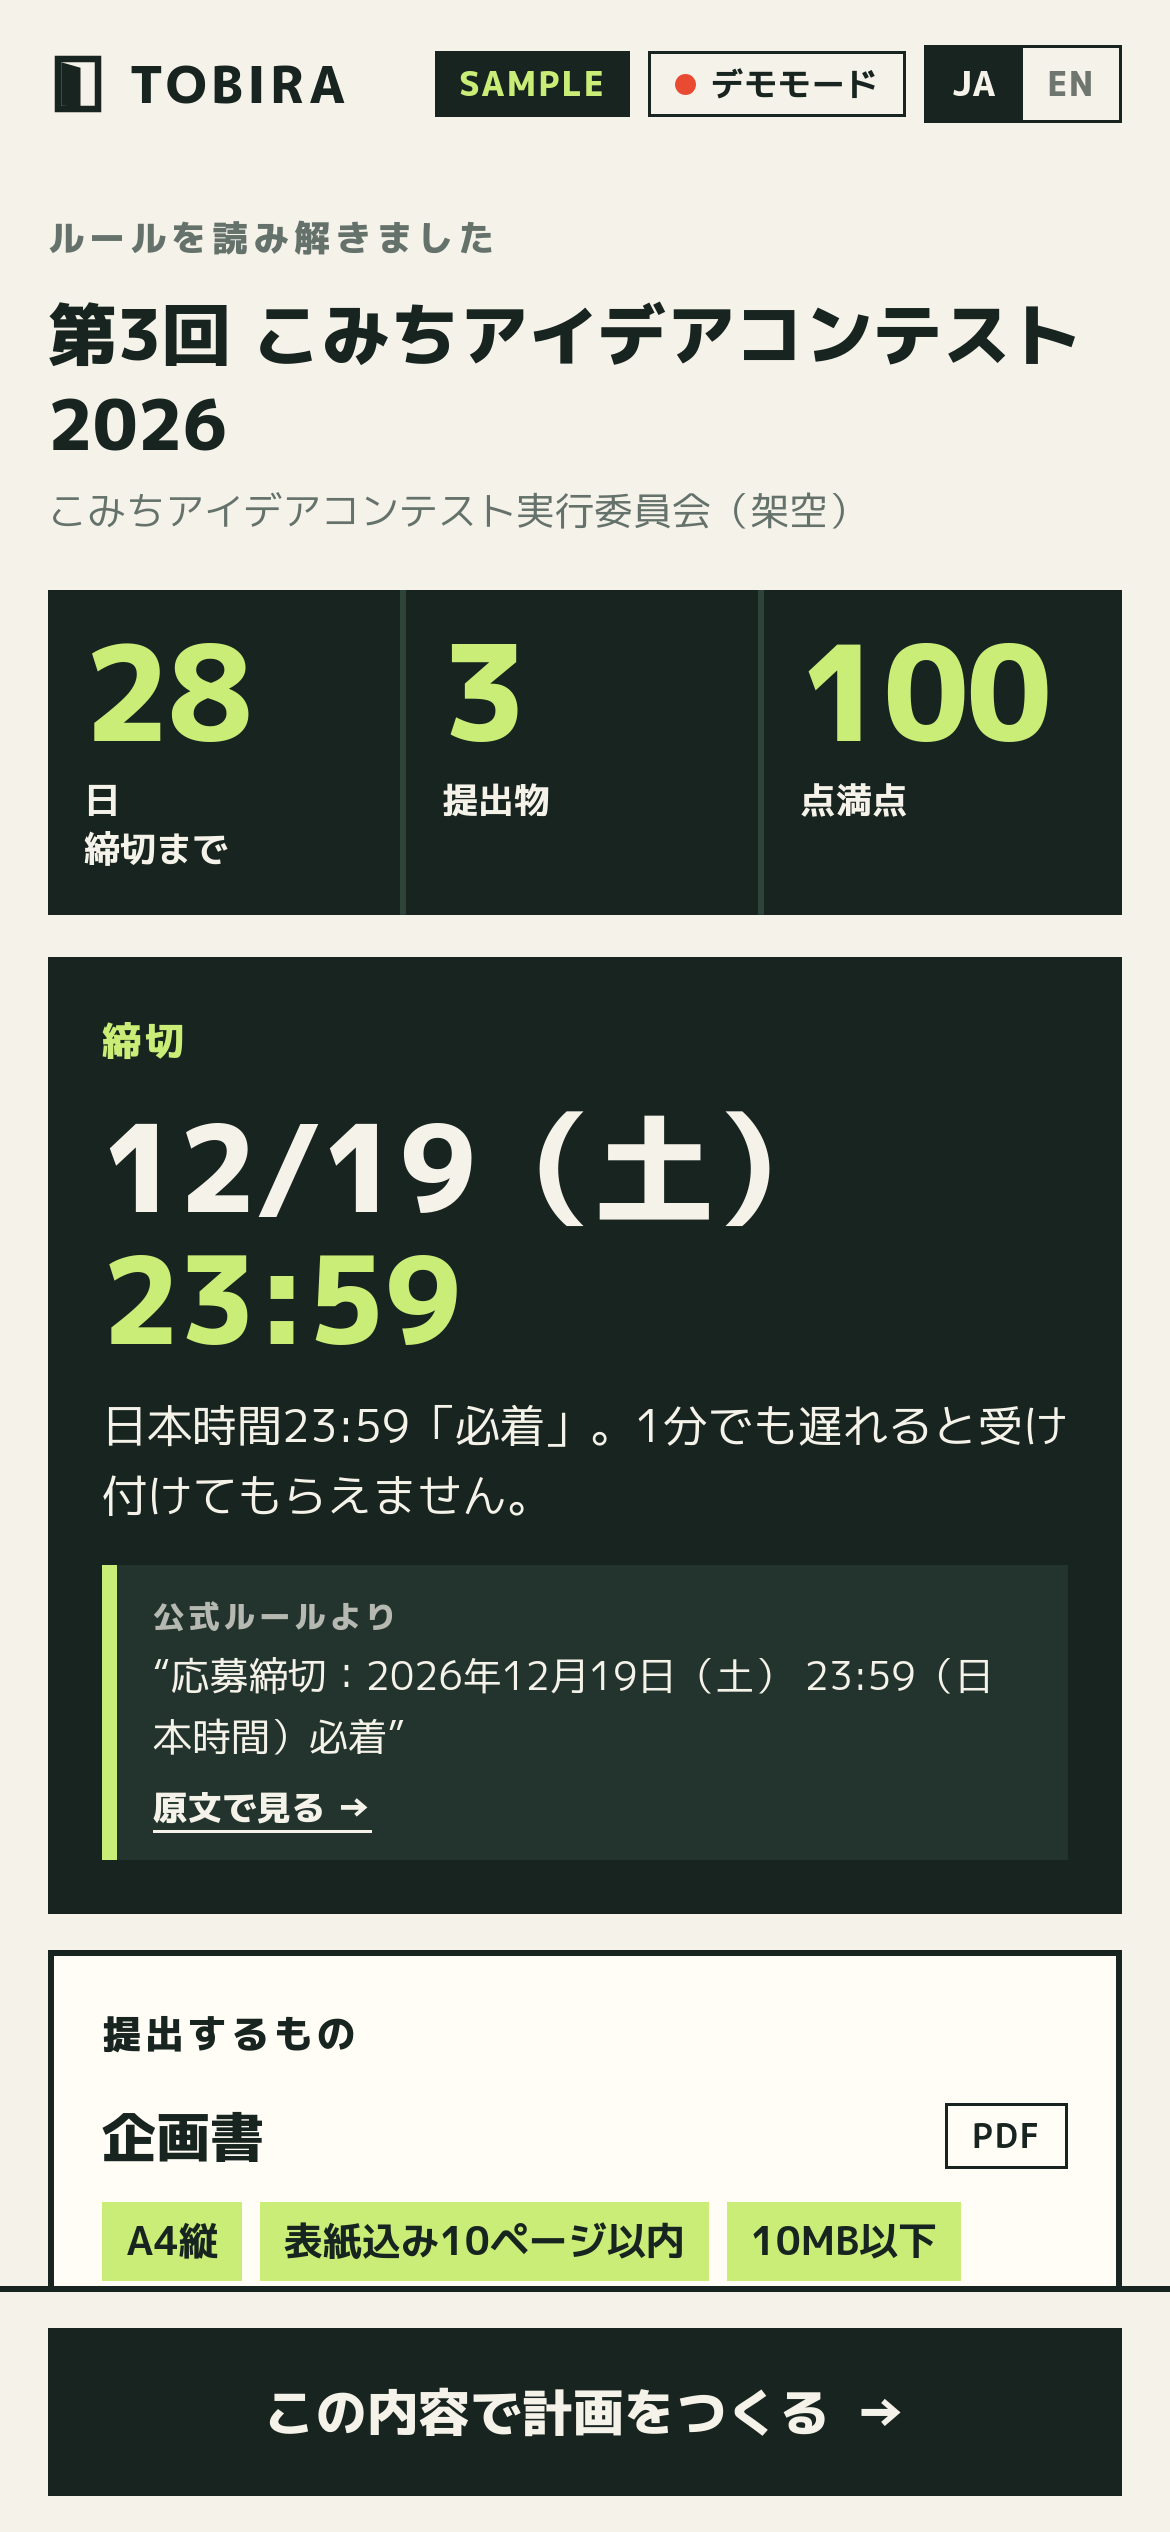 TOBIRA
SAMPLE
デモモード
JA
EN
ルールを読み解きました
第3回 こみちアイデアコンテスト
2026
こみちアイデアコンテスト実行委員会（架空）
28
日
締切まで
3
提出物
100
点満点
締切
12/19（土）
23:59
日本時間23:59「必着」。1分でも遅れると受け
付けてもらえません。
公式ルールより
“応募締切：2026年12月19日（土） 23:59（日
本時間）必着”
原文で見る →
提出するもの
企画書
PDF
A4縦
表紙込み10ページ以内
10MB以下
この内容で計画をつくる →